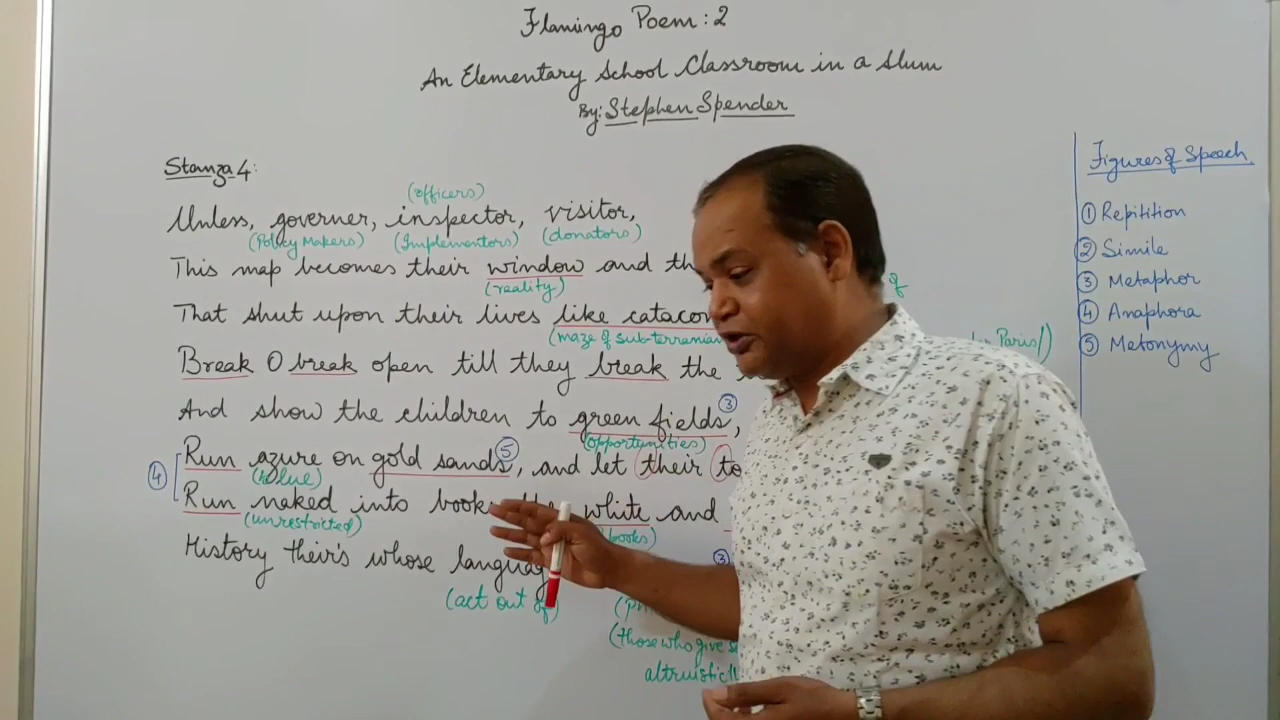 Flamingo Poem: 2
An Elementary School Classroom in a Slum
By: Stephen Spender
Stanza 4:
(officers)
Unless, governer, inspector, visitor,
(Policy Makers) (Implementors) (donators)
This map becomes their window and
(reality) of
That shut upon their lives like
(maze of sub-terranian Paris/)
Break O break open till they break the
And show the children to green fields, ③
(opportunities)
④ Run azure on gold sands ⑤, and let their
(blue)
Run naked into books the white and
(unrestricted) books)
History their's whose
③
(act out of)
(those who give
Figures of Speech
① Repitition
② Simile
③ Metaphor
④ Anaphora
⑤ Metonymy